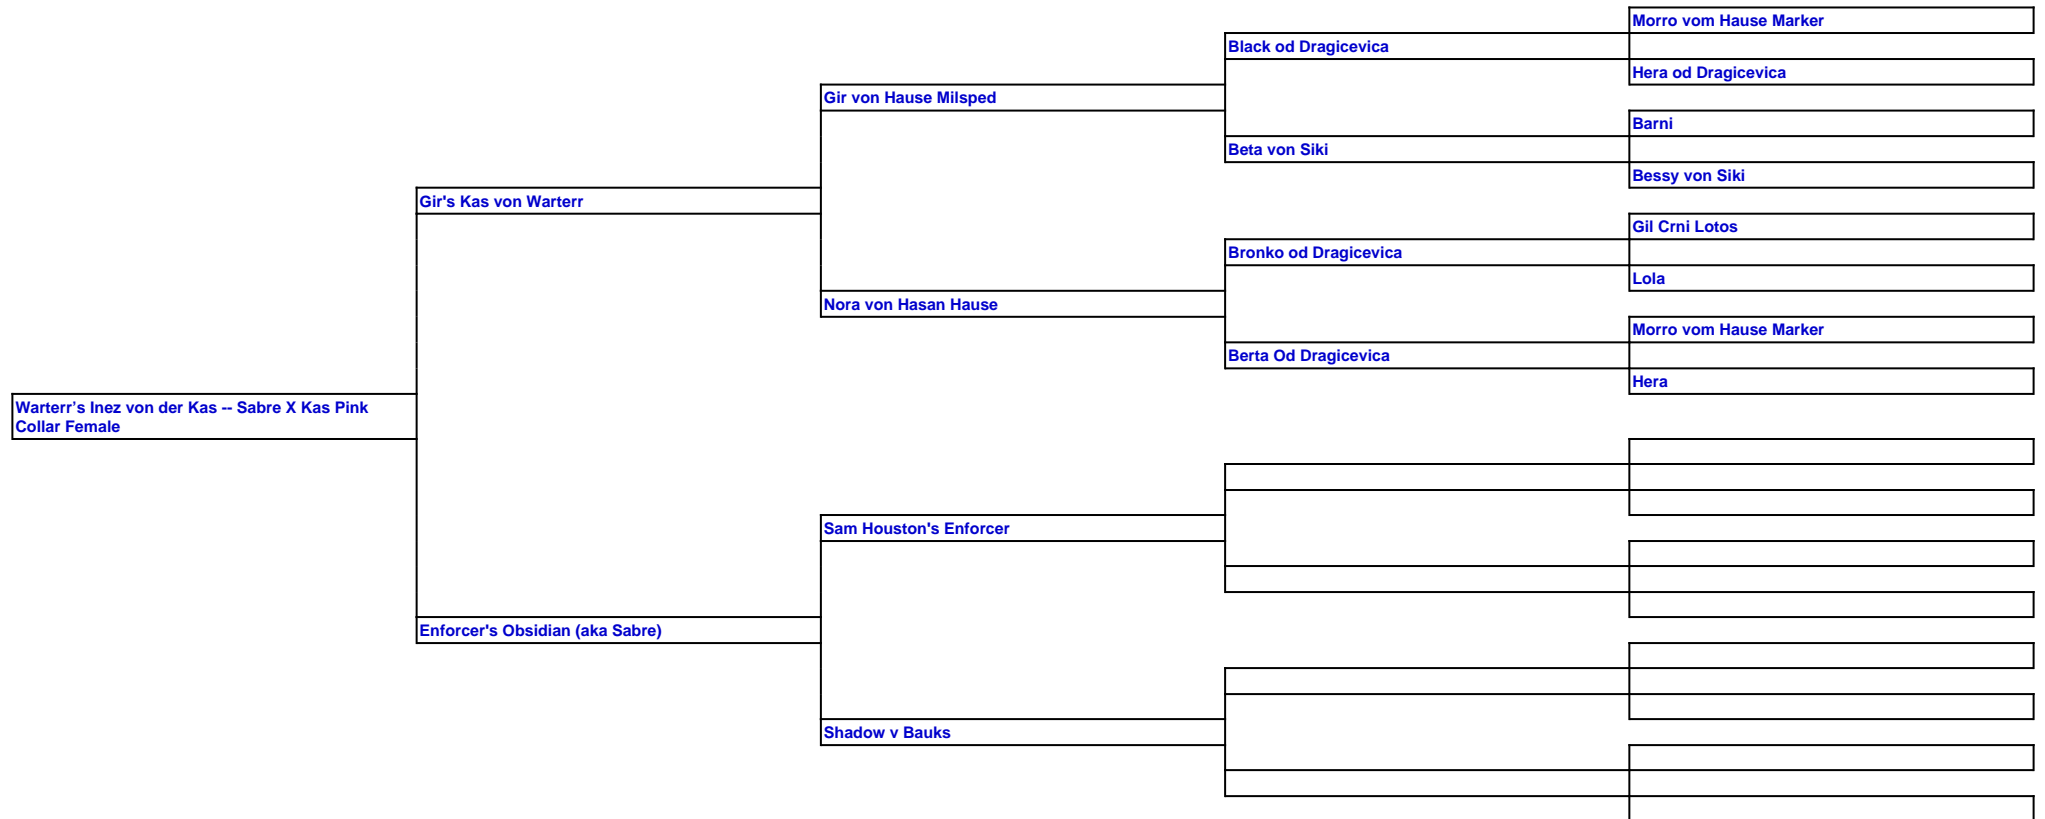 Morro vom Hause Marker
Black od Dragicevica
Hera od Dragicevica
Gir von Hause Milsped
Barni
Beta von Siki
Bessy von Siki
Gir's Kas von Warterr
Gil Crni Lotos
Bronko od Dragicevica
Lola
Nora von Hasan Hause
Morro vom Hause Marker
Berta Od Dragicevica
Hera
Warterr’s Inez von der Kas -- Sabre X Kas Pink
Collar Female
Sam Houston's Enforcer
Enforcer's Obsidian (aka Sabre)
Shadow v Bauks